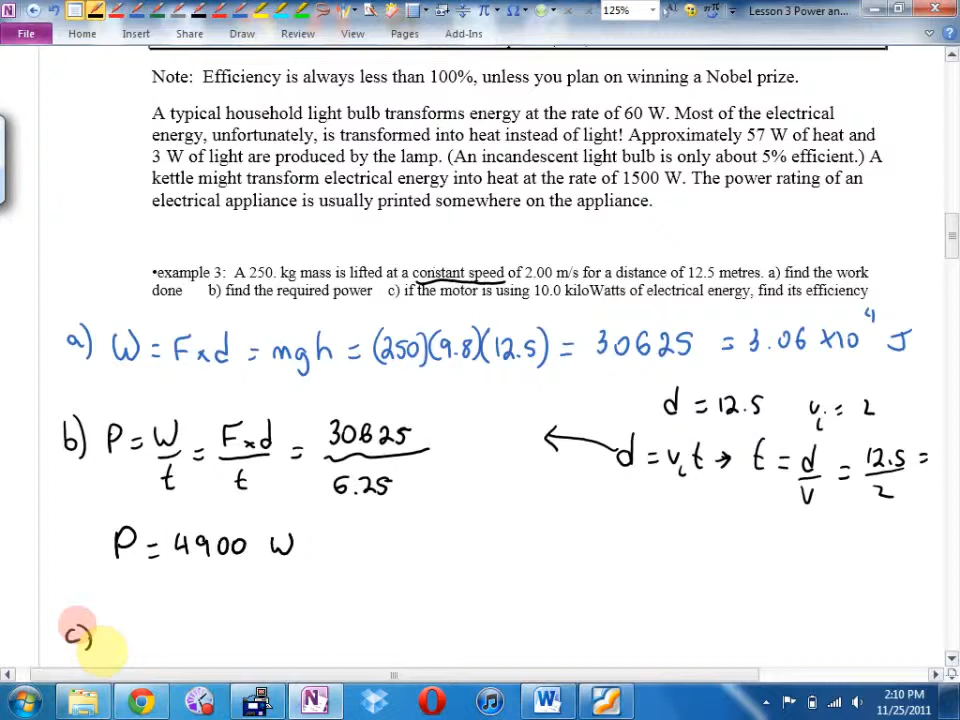 125%
Lesson 3 Power an...
File Home Insert Share Draw Review View Pages Add-Ins
Note: Efficiency is always less than 100%, unless you plan on winning a Nobel prize.
A typical household light bulb transforms energy at the rate of 60 W. Most of the electrical
energy, unfortunately, is transformed into heat instead of light! Approximately 57 W of heat and
3 W of light are produced by the lamp. (An incandescent light bulb is only about 5% efficient.) A
kettle might transform electrical energy into heat at the rate of 1500 W. The power rating of an
electrical appliance is usually printed somewhere on the appliance.
•example 3: A 250. kg mass is lifted at a constant speed of 2.00 m/s for a distance of 12.5 metres. a) find the work
done b) find the required power c) if the motor is using 10.0 kiloWatts of electrical energy, find its efficiency
a) W = F x d = mgh = (250)(9.8)(12.5) = 30625 = 3.06 x10^4 J
d = 12.5 v_i = 2
b) P = W/t = F x d/t = 30625/6.25
d = v_i t → t = d/v = 12.5/2 =
P = 4900 W
c)
2:10 PM
11/25/2011